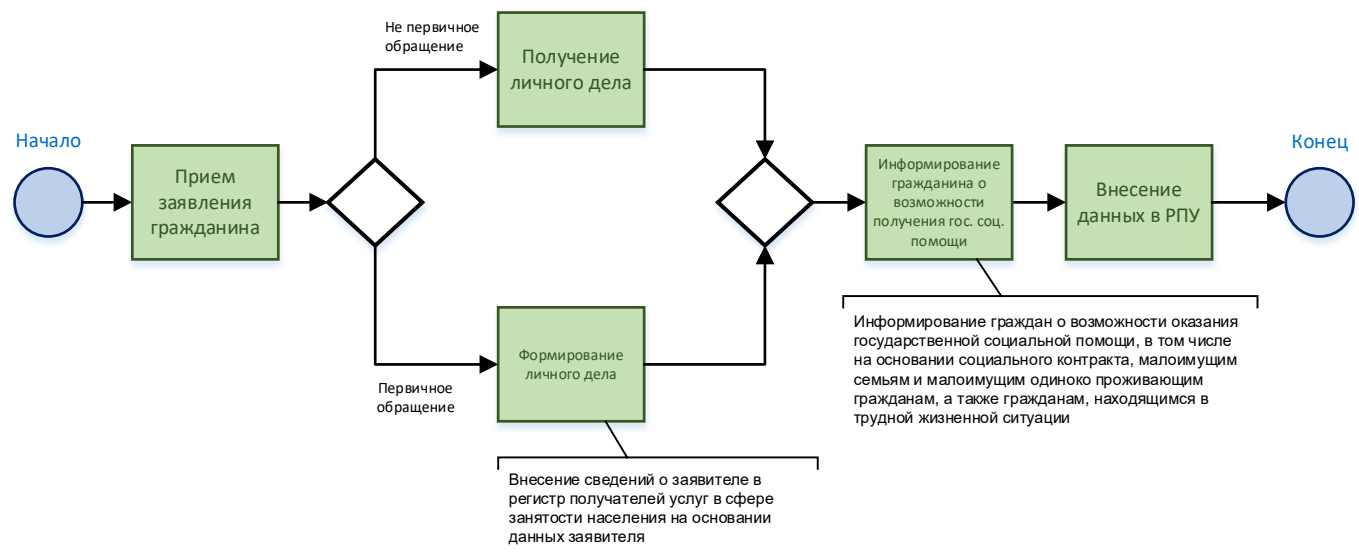 Не первичное
обращение
Получение
личного дела
Начало
Прием
заявления
гражданина
Информирование
гражданина о
возможности
получения гос. соц.
помощи
Внесение
данных в РПУ
Конец
Формирование
личного дела
Первичное
обращение
Информирование граждан о возможности оказания
государственной социальной помощи, в том числе
на основании социального контракта, малоимущим
семьям и малоимущим одиноко проживающим
гражданам, а также гражданам, находящимся в
трудной жизненной ситуации
Внесение сведений о заявителе в
регистр получателей услуг в сфере
занятости населения на основании
данных заявителя